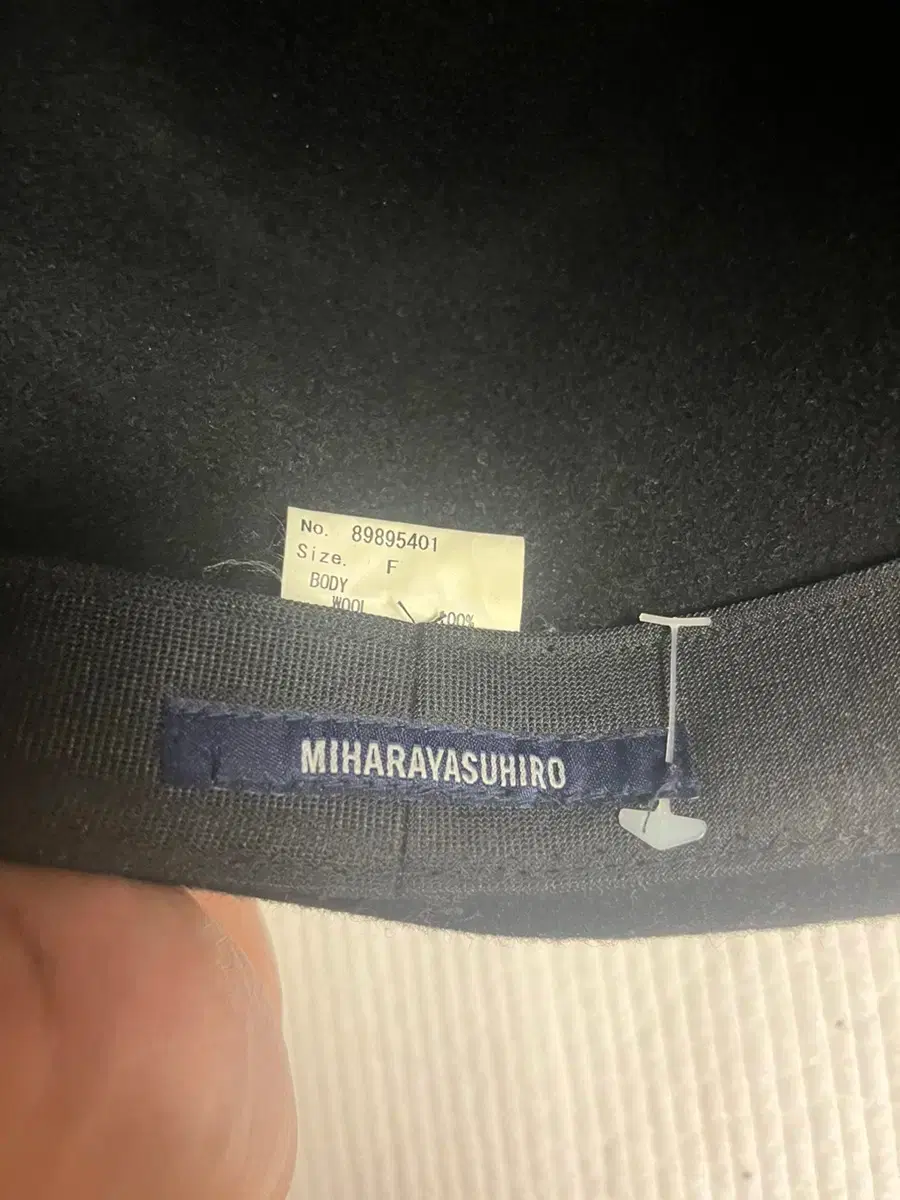 No. 89895401
Size. F
BODY
WOOL 100%
MIHARAYASUHIRO